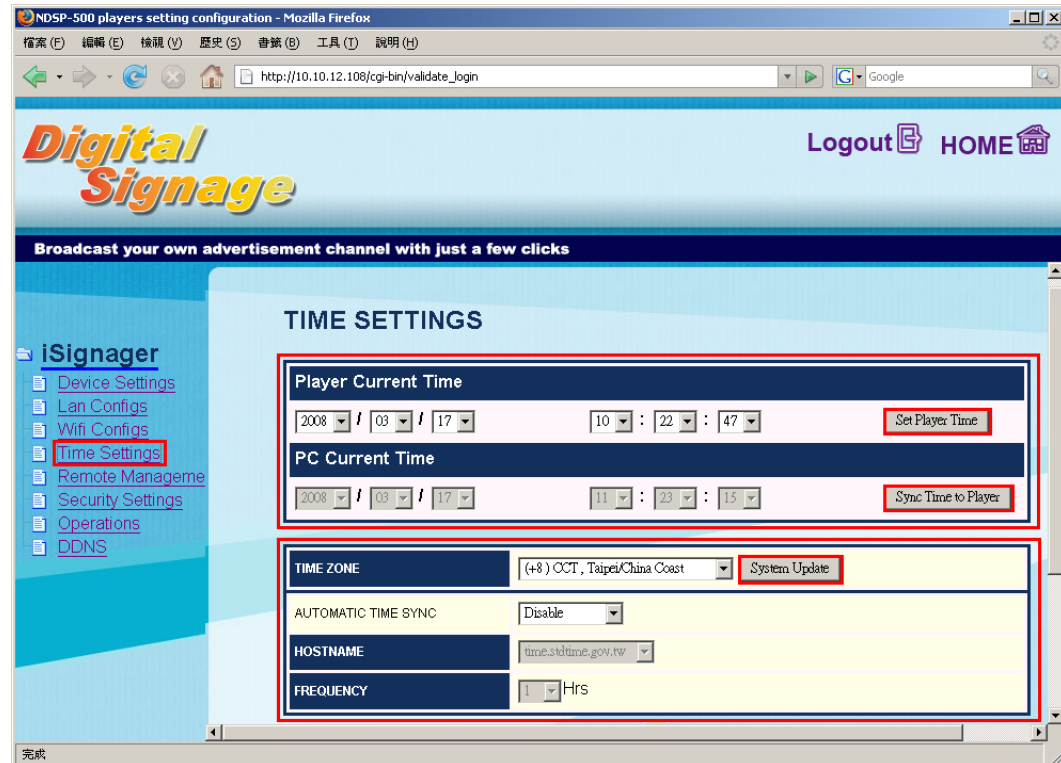 NDSP-500 players setting configuration - Mozilla Firefox
檔案(F) 編輯(E) 檢視(V) 歷史(S) 書籤(B) 工具(T) 說明(H)
http://10.10.12.108/cgi-bin/validate_login
G Google
Digital
Signage
Logout HOME
Broadcast your own advertisement channel with just a few clicks
iSignager
Device Settings
Lan Configs
Wifi Configs
Time Settings
Remote Manageme
Security Settings
Operations
DDNS
TIME SETTINGS
Player Current Time
2008 / 03 / 17 10 : 22 : 47 Set Player Time
PC Current Time
2008 / 03 / 17 11 : 23 : 15 Sync Time to Player
TIME ZONE (+8 ) CCT , Taipei/China Coast System Update
AUTOMATIC TIME SYNC Disable
HOSTNAME time.stdtime.gov.tw
FREQUENCY 1 Hrs
完成